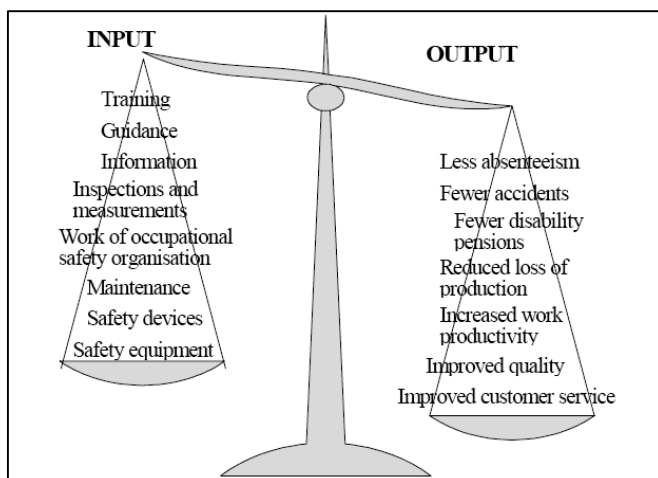 INPUT
Training
Guidance
Information
Inspections and
measurements
Work of occupational
safety organisation
Maintenance
Safety devices
Safety equipment
OUTPUT
Less absenteeism
Fewer accidents
Fewer disability
pensions
Reduced loss of
production
Increased work
productivity
Improved quality
Improved customer service